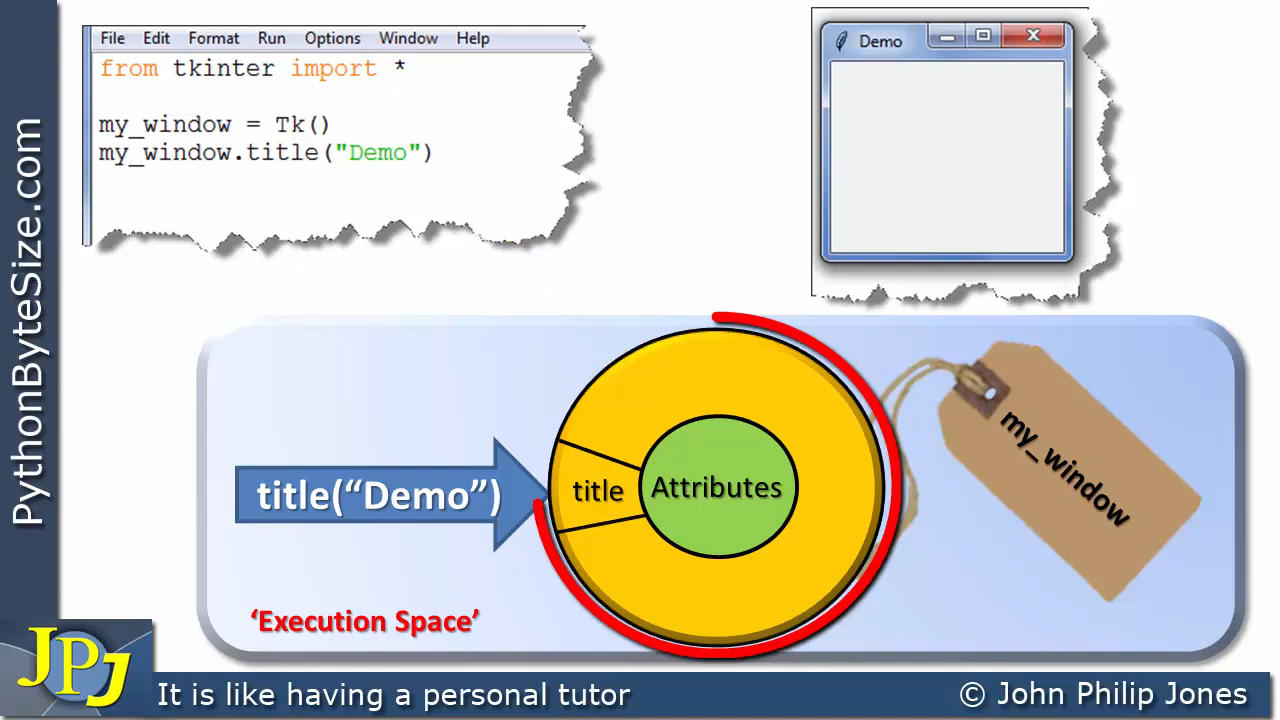 File Edit Format Run Options Window Help
from tkinter import *
my_window = Tk()
my_window.title("Demo")
Demo
PythonByteSize.com
title(“Demo”)
title
Attributes
my_window
‘Execution Space’
JPJ
It is like having a personal tutor
© John Philip Jones